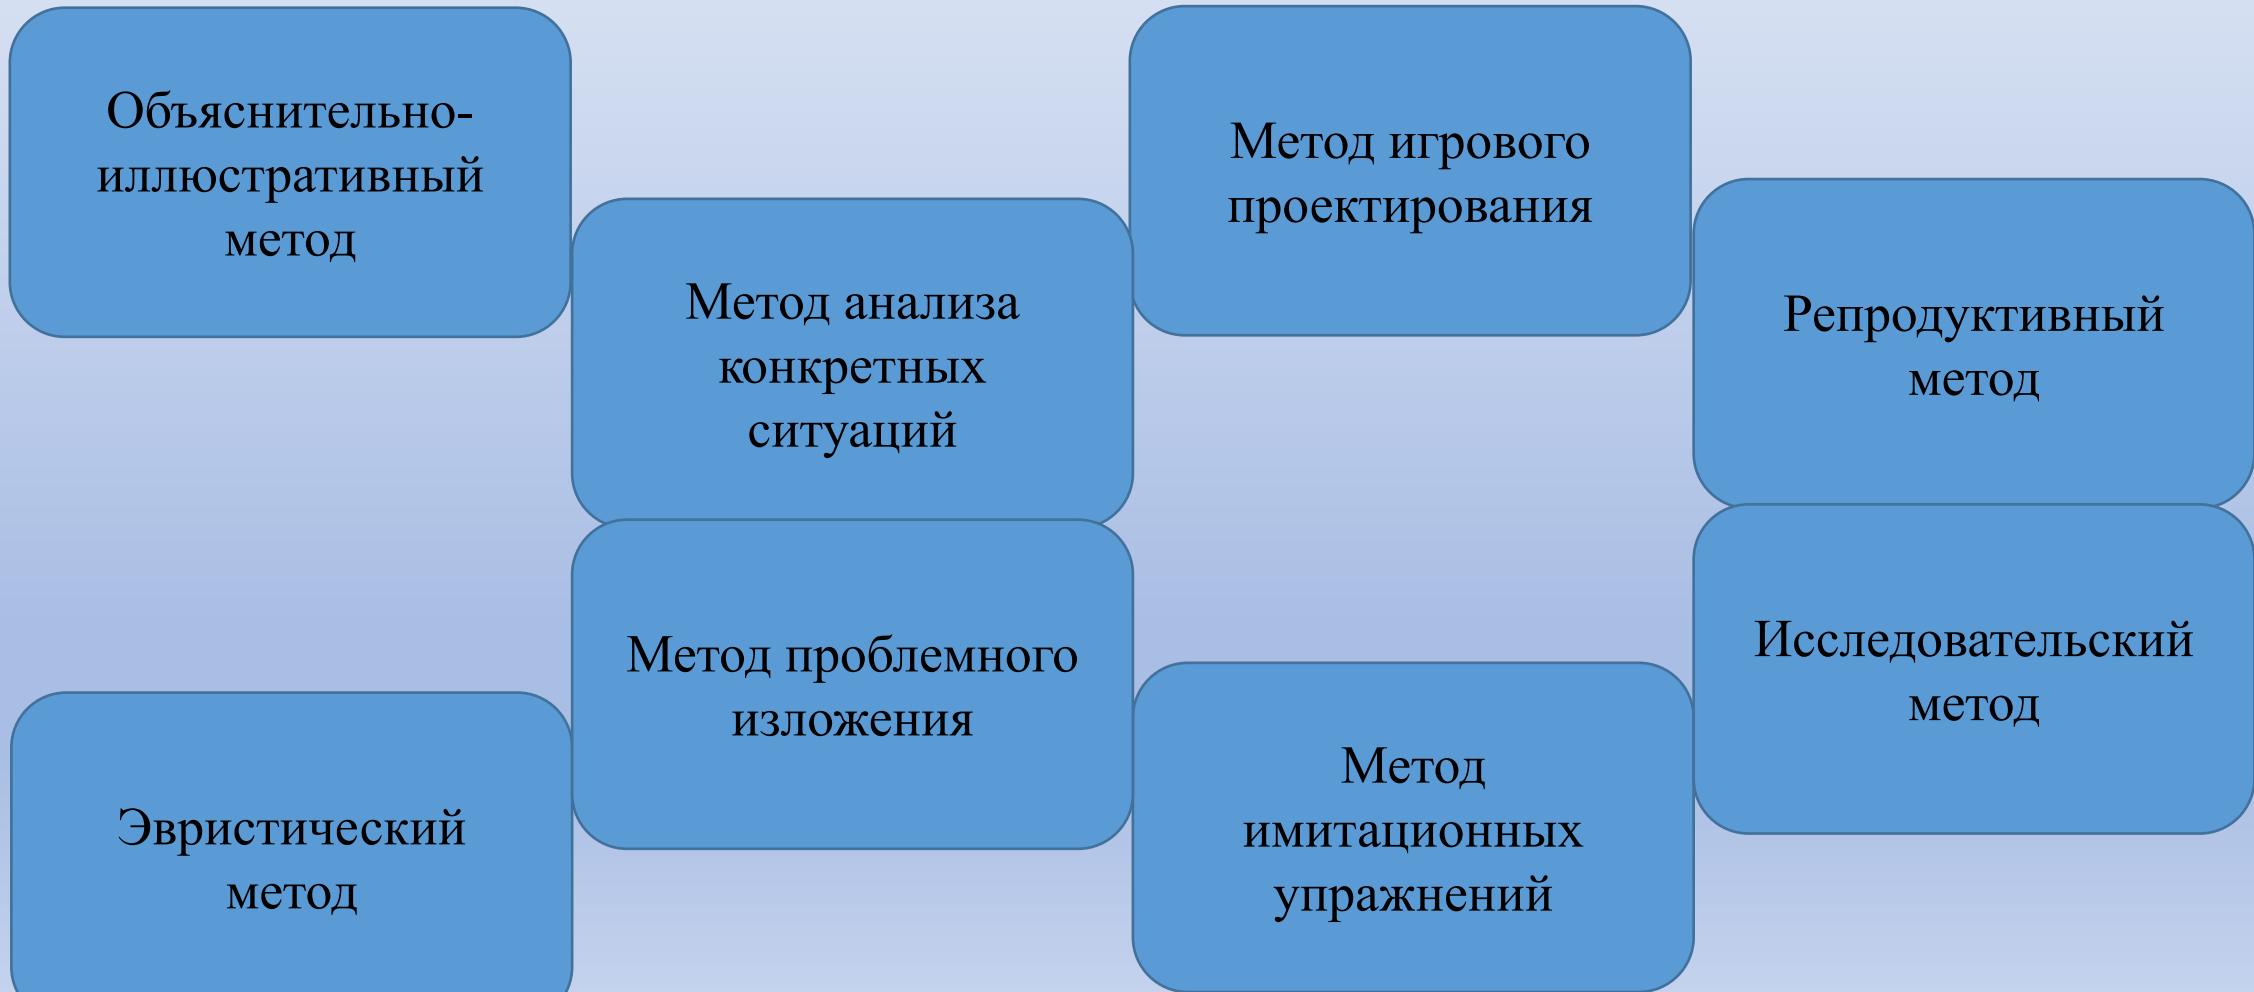 Объяснительно-
иллюстративный
метод
Метод анализа
конкретных
ситуаций
Метод игрового
проектирования
Репродуктивный
метод
Эвристический
метод
Метод проблемного
изложения
Метод
имитационных
упражнений
Исследовательский
метод